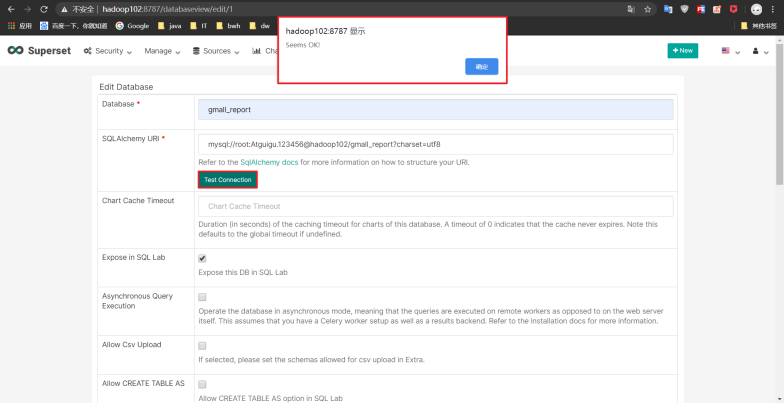 不安全 | hadoop102:8787/databaseview/edit/1
应用 百度一下，你就知道 Google java IT bwh dw 其他书签
hadoop102:8787 显示
Seems OK!
确定
Superset Security Manage Sources Cha + New
Edit Database
Database * gmall_report
SQLAlchemy URI * mysql://root:Atguigu.123456@hadoop102/gmall_report?charset=utf8
Refer to the SqlAlchemy docs for more information on how to structure your URI.
Test Connection
Chart Cache Timeout Chart Cache Timeout
Duration (in seconds) of the caching timeout for charts of this database. A timeout of 0 indicates that the cache never expires. Note this
defaults to the global timeout if undefined.
Expose in SQL Lab
Expose this DB in SQL Lab
Asynchronous Query
Execution
Operate the database in asynchronous mode, meaning that the queries are executed on remote workers as opposed to on the web server
itself. This assumes that you have a Celery worker setup as well as a results backend. Refer to the installation docs for more information.
Allow Csv Upload
If selected, please set the schemas allowed for csv upload in Extra.
Allow CREATE TABLE AS
Allow CREATE TABLE AS option in SQL Lab